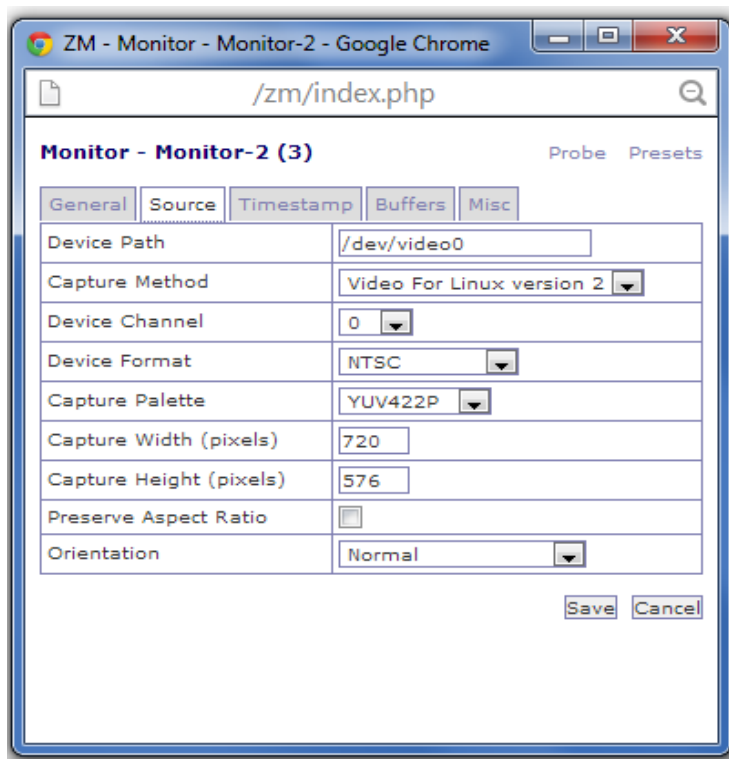 ZM - Monitor - Monitor-2 - Google Chrome
/zm/index.php
Monitor - Monitor-2 (3) Probe Presets
General Source Timestamp Buffers Misc
Device Path /dev/video0
Capture Method Video For Linux version 2
Device Channel 0
Device Format NTSC
Capture Palette YUV422P
Capture Width (pixels) 720
Capture Height (pixels) 576
Preserve Aspect Ratio
Orientation Normal
Save Cancel